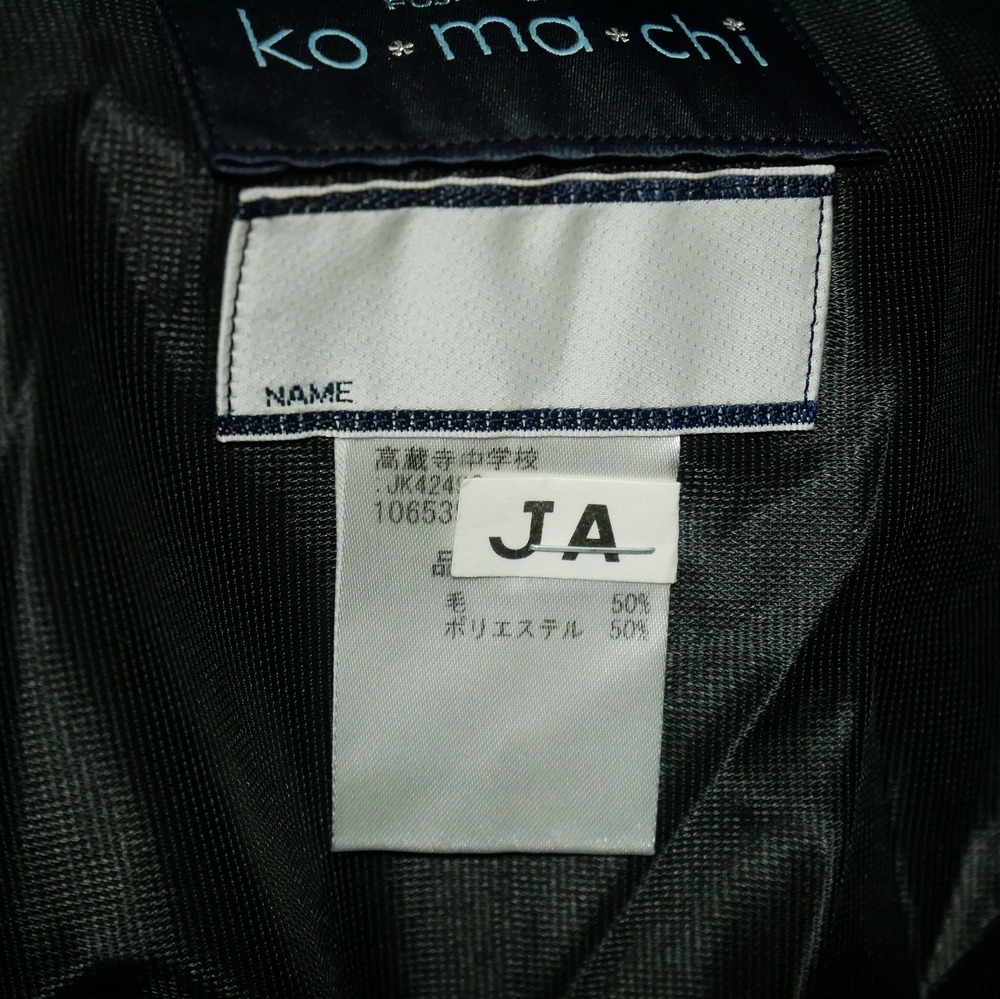 ko*ma*chi
NAME
高蔵寺中学校
JA
毛 50%
ポリエステル 50%